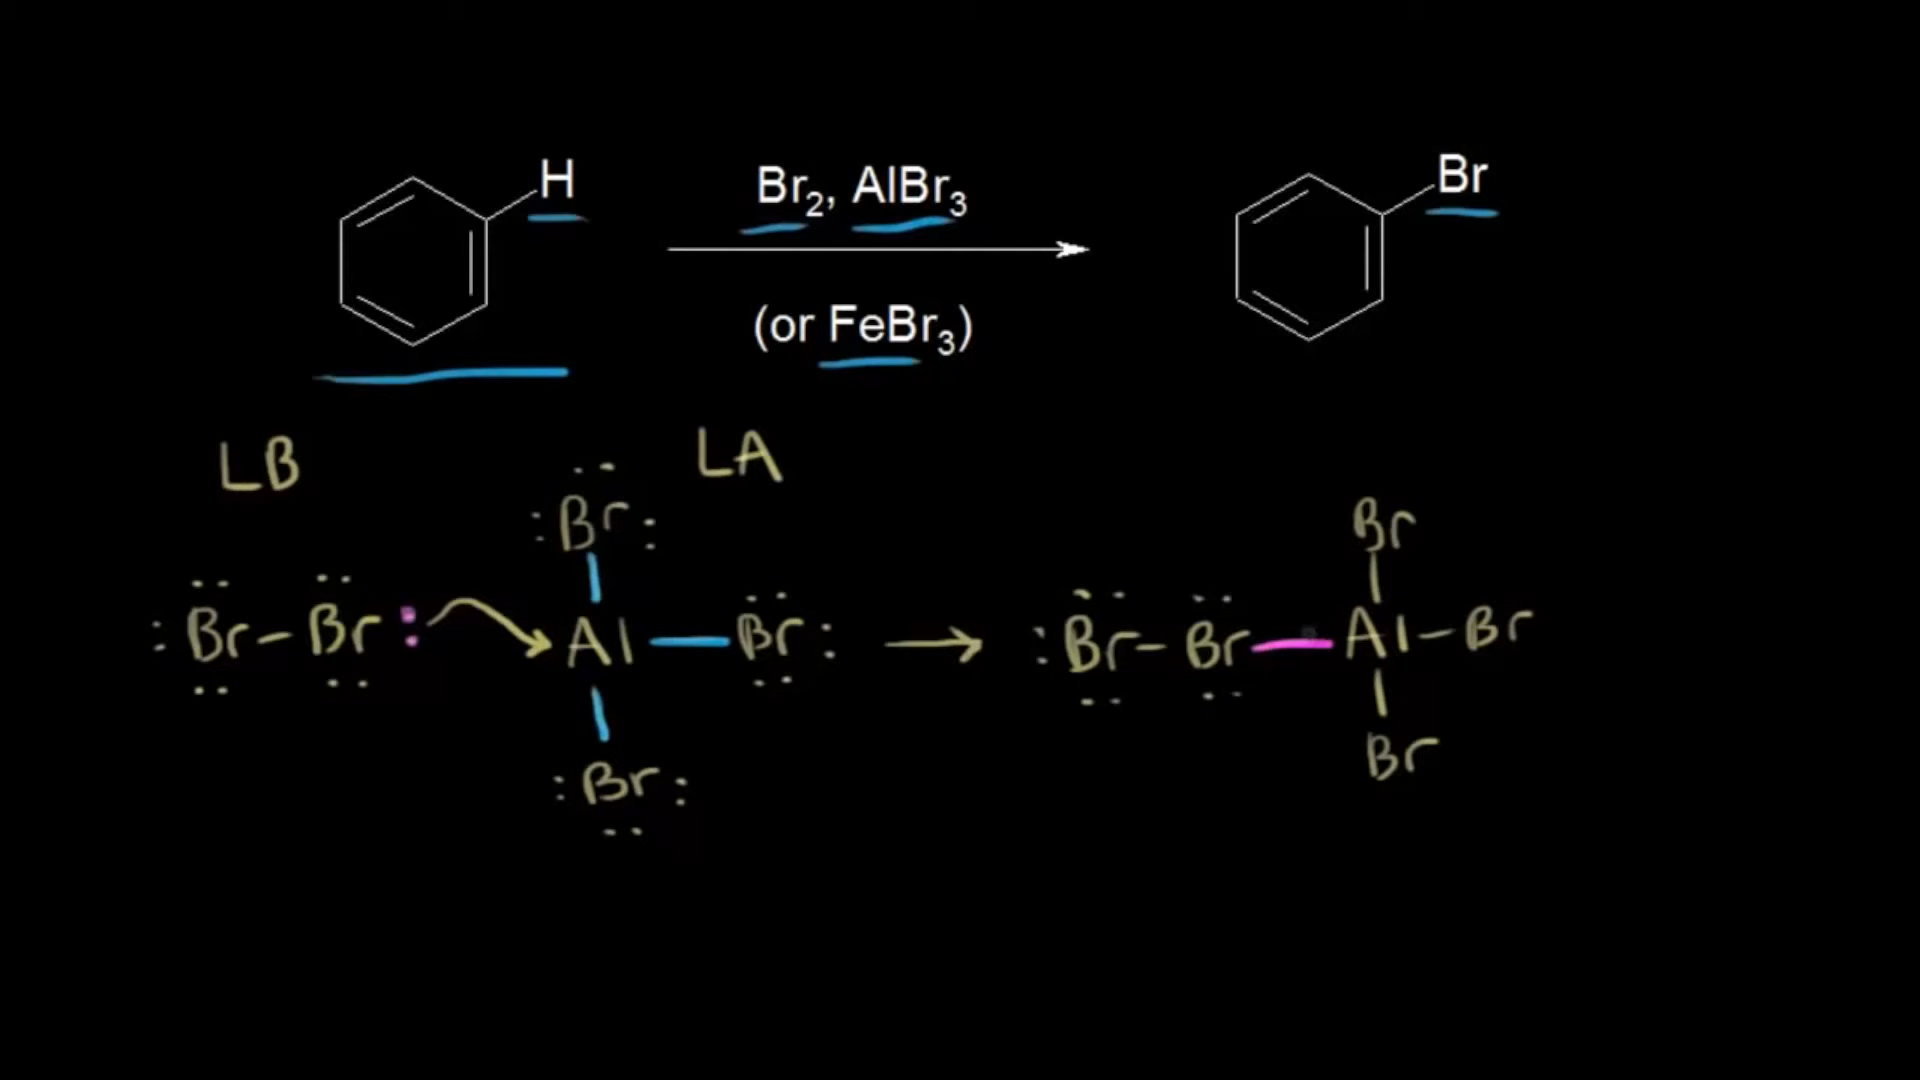 H
Br₂, AlBr₃
Br
(or FeBr₃)
LB
LA
:Br:
Br
:Br-Br: Al-Br: → :Br-Br-Al-Br
:Br:
Br